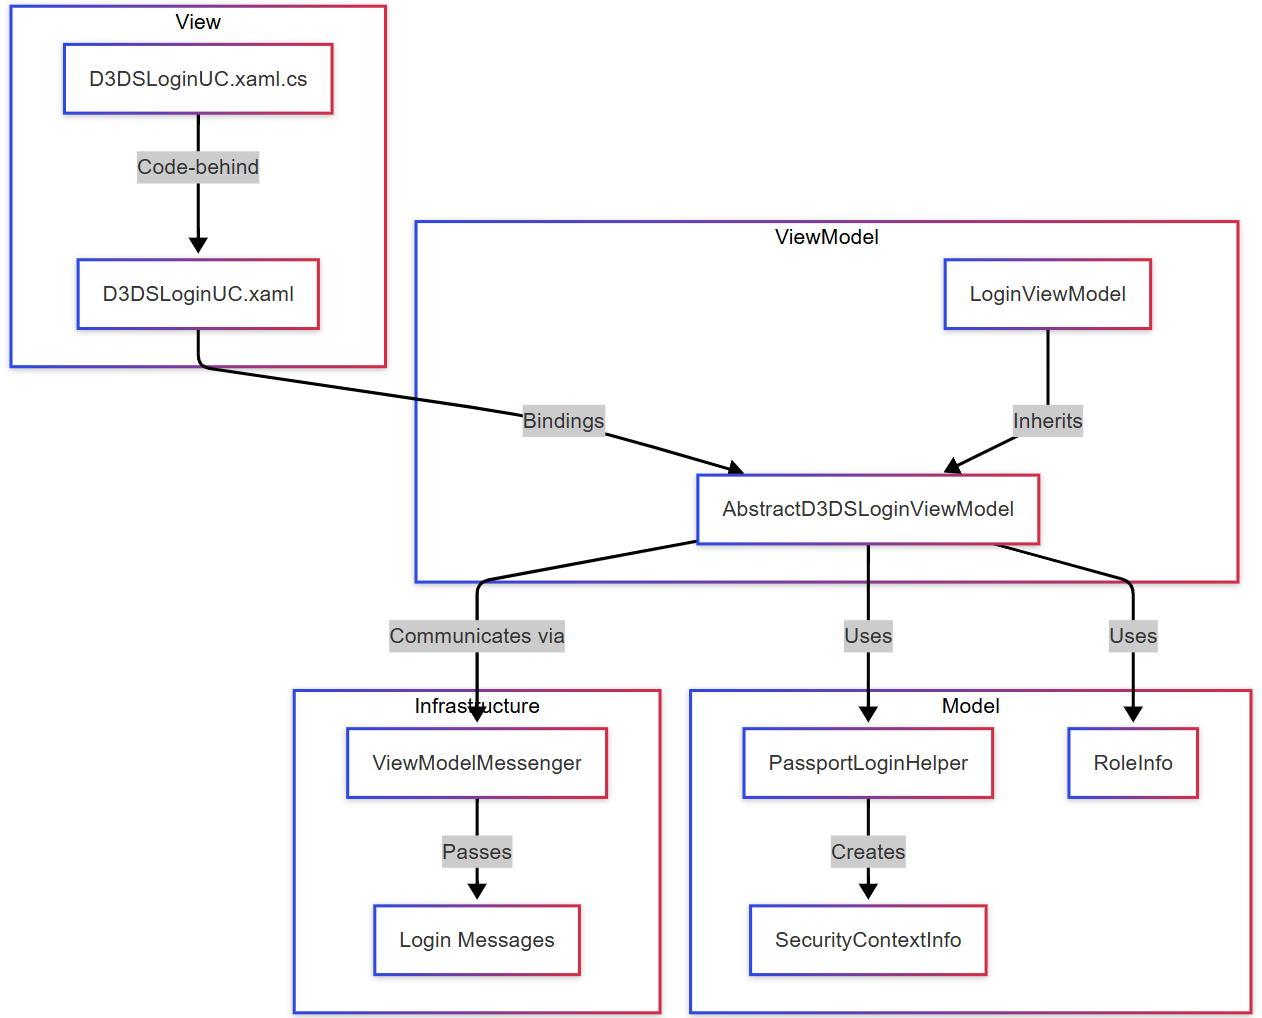 View
D3DSLoginUC.xaml.cs
Code-behind
D3DSLoginUC.xaml
ViewModel
LoginViewModel
Bindings
Inherits
AbstractD3DSLoginViewModel
Communicates via
Uses
Uses
Infrastructure
ViewModelMessenger
Passes
Login Messages
Model
PassportLoginHelper
RoleInfo
Creates
SecurityContextInfo